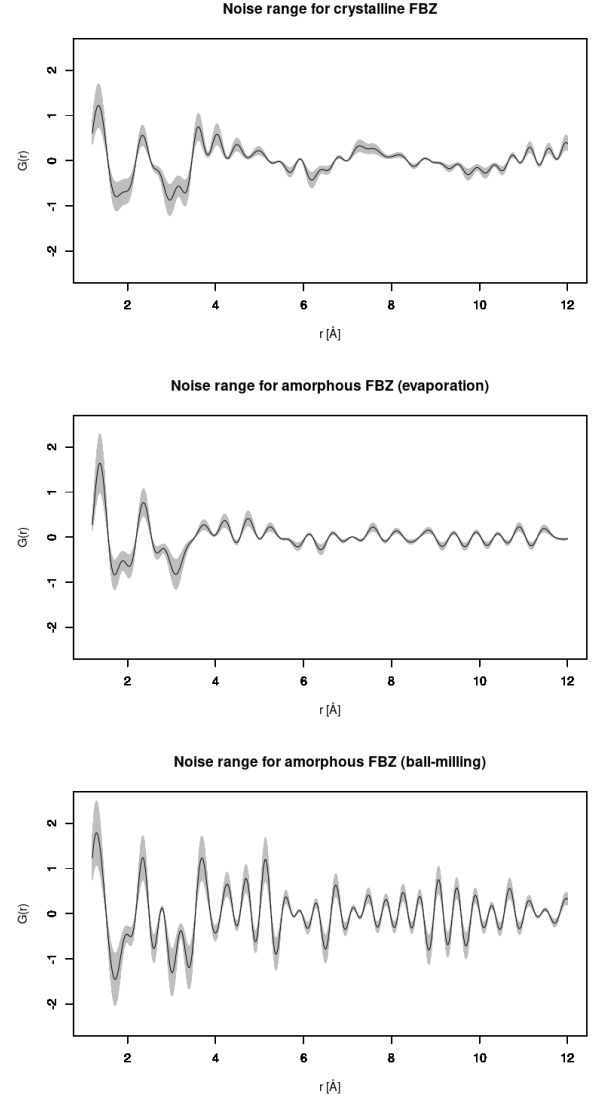 Noise range for crystalline FBZ
2
1
0
-1
-2
G(r)
2 4 6 8 10 12
r [Å]
Noise range for amorphous FBZ (evaporation)
2
1
0
-1
-2
G(r)
2 4 6 8 10 12
r [Å]
Noise range for amorphous FBZ (ball-milling)
2
1
0
-1
-2
G(r)
2 4 6 8 10 12
r [Å]